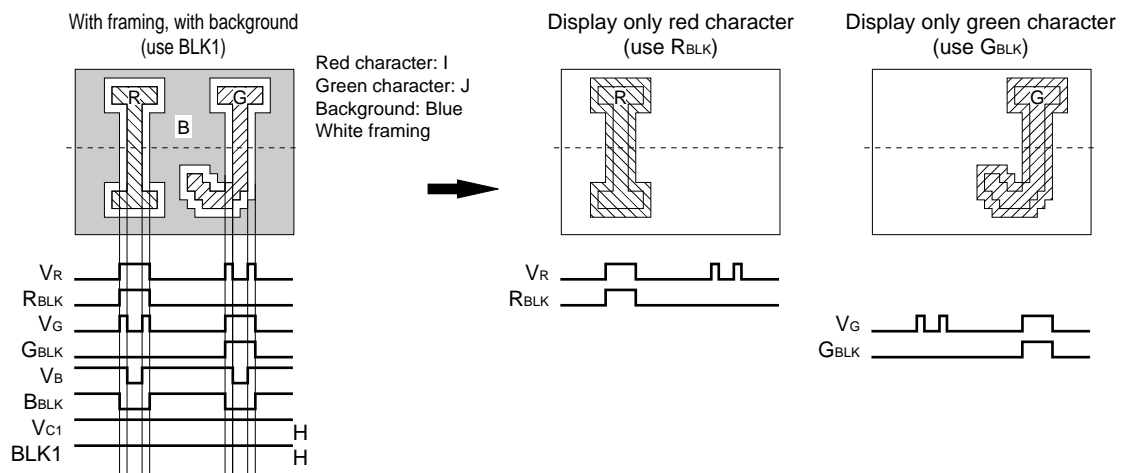 With framing, with background
(use BLK1)
R
G
B
Red character: I
Green character: J
Background: Blue
White framing
Display only red character
(use RBLK)
R
Display only green character
(use GBLK)
G
VR
RBLK
VG
GBLK
VB
BBLK
VC1
H
BLK1
H
VR
RBLK
VG
GBLK